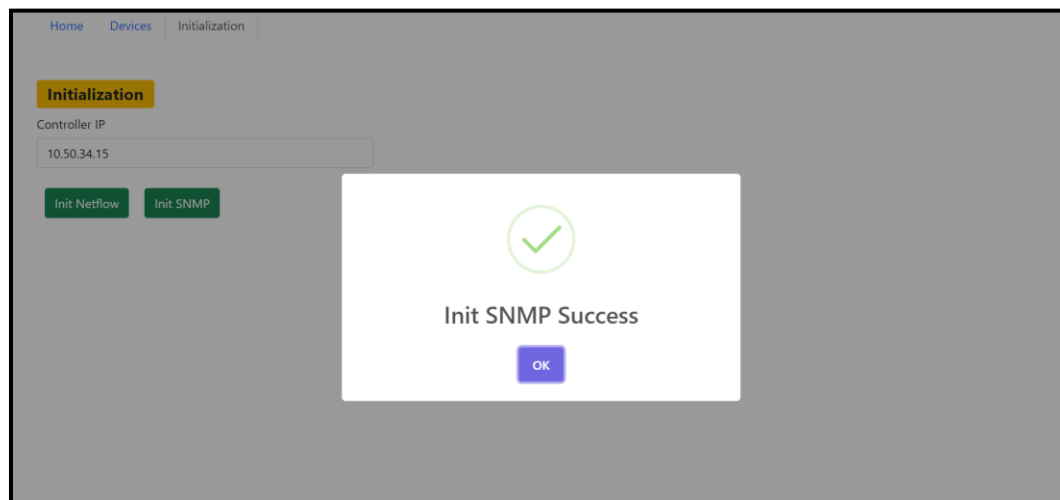 Home Devices Initialization
Initialization
Controller IP
10.50.34.15
Init Netflow Init SNMP
Init SNMP Success
OK